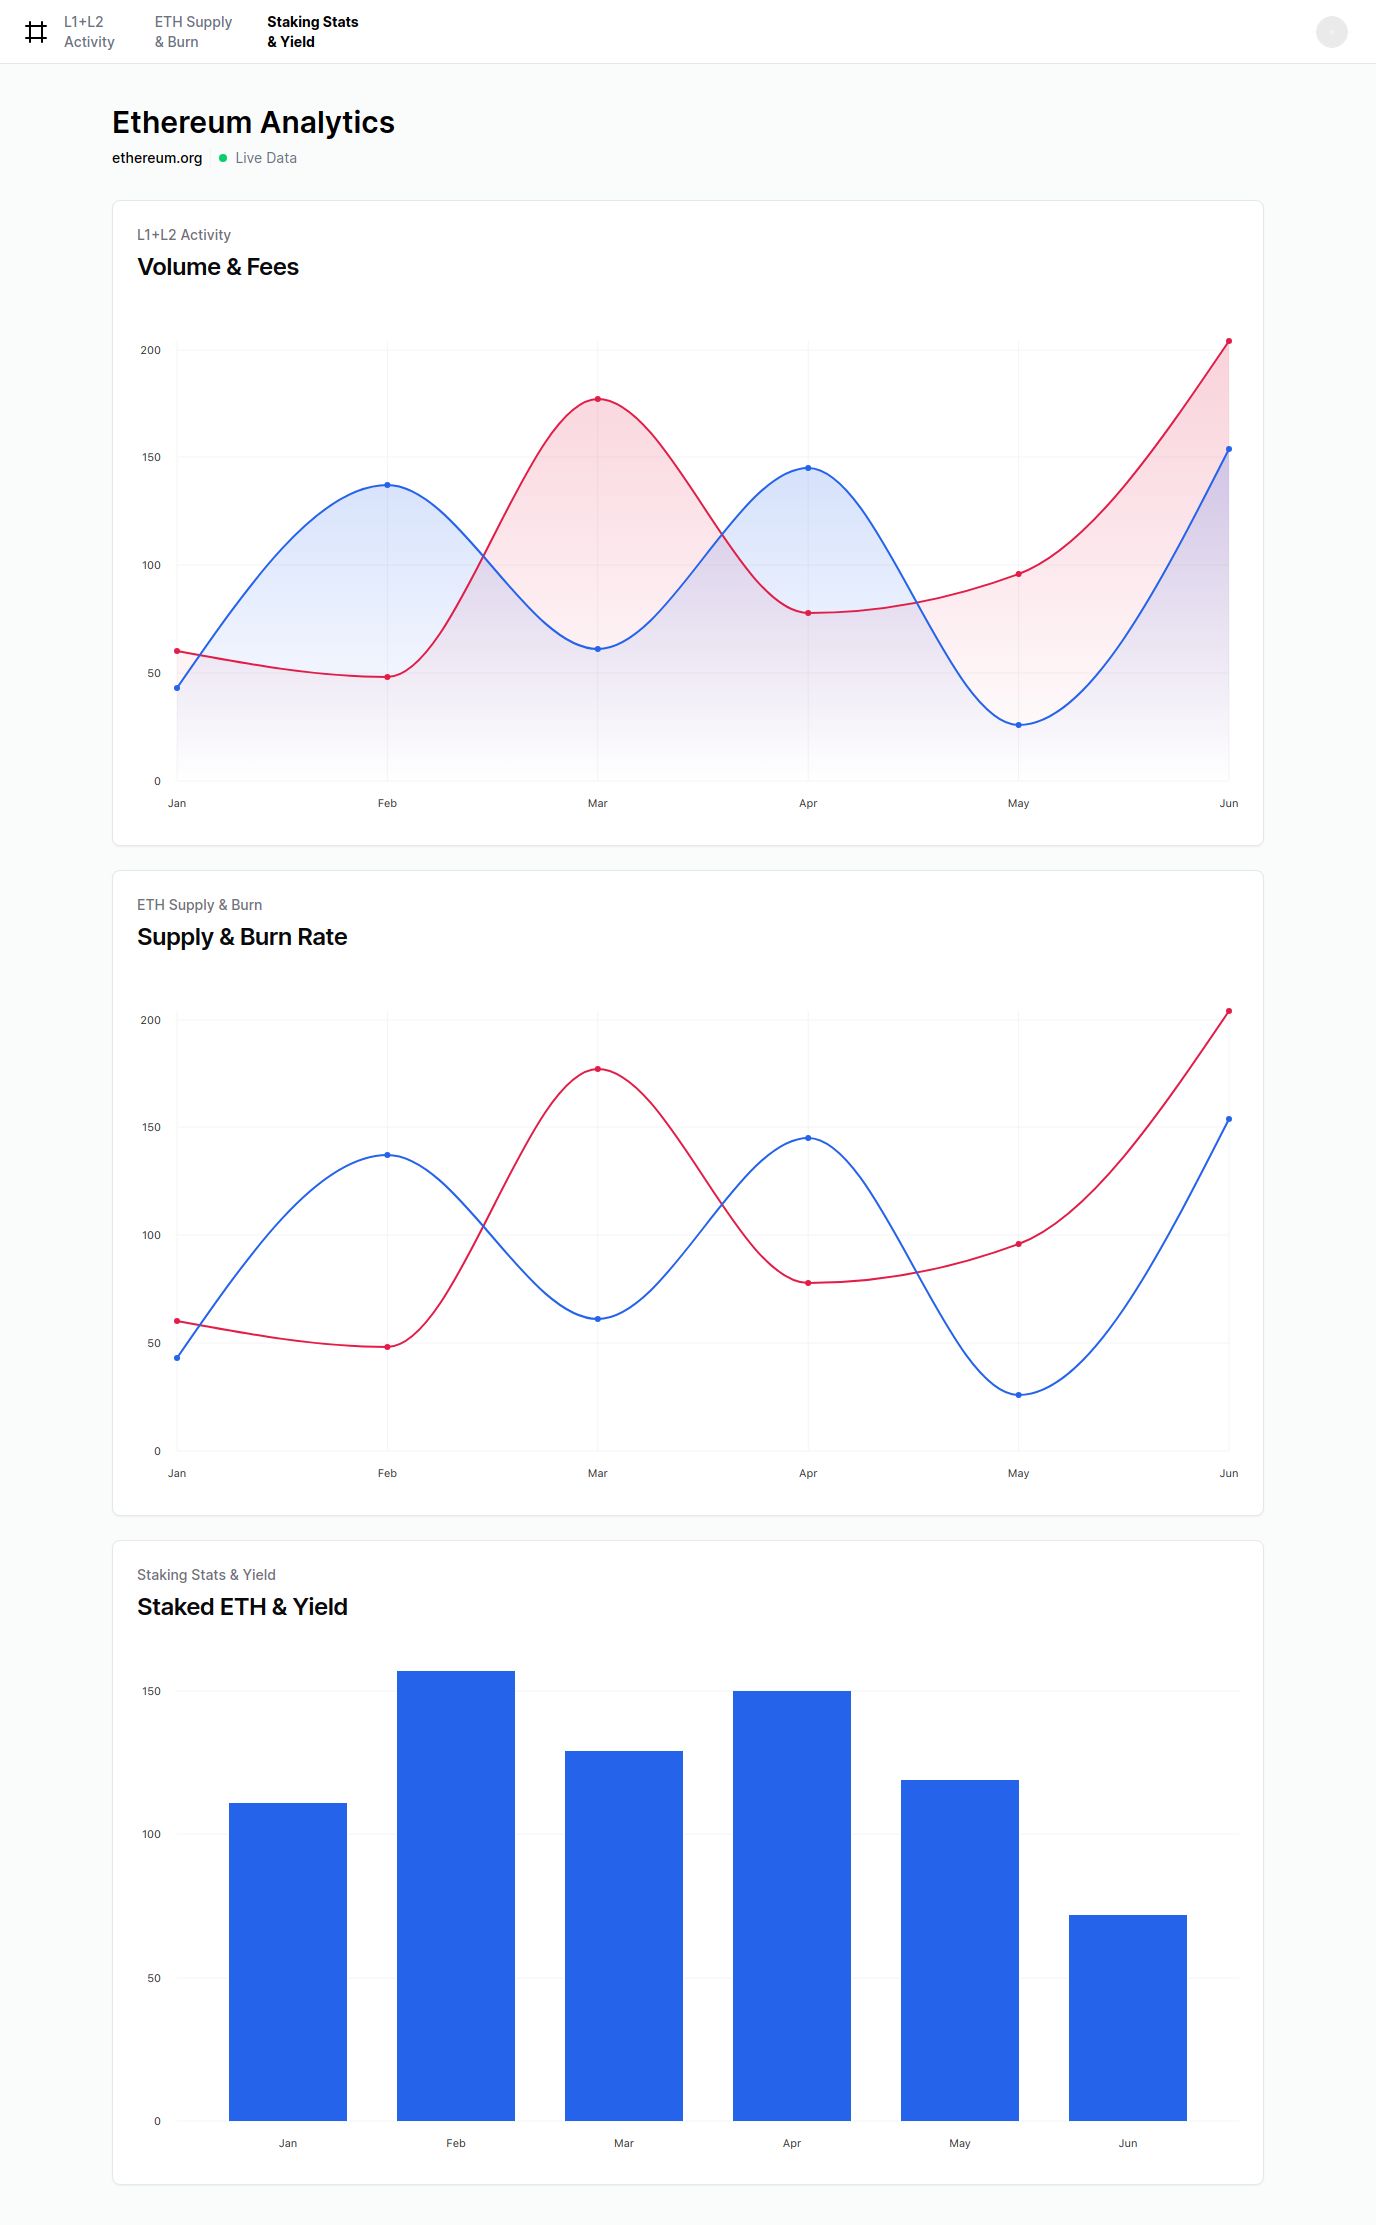 L1+L2
Activity
ETH Supply
& Burn
Staking Stats
& Yield
Ethereum Analytics
ethereum.org
Live Data
L1+L2 Activity
Volume & Fees
200
150
100
50
0
Jan
Feb
Mar
Apr
May
Jun
ETH Supply & Burn
Supply & Burn Rate
200
150
100
50
0
Jan
Feb
Mar
Apr
May
Jun
Staking Stats & Yield
Staked ETH & Yield
150
100
50
0
Jan
Feb
Mar
Apr
May
Jun